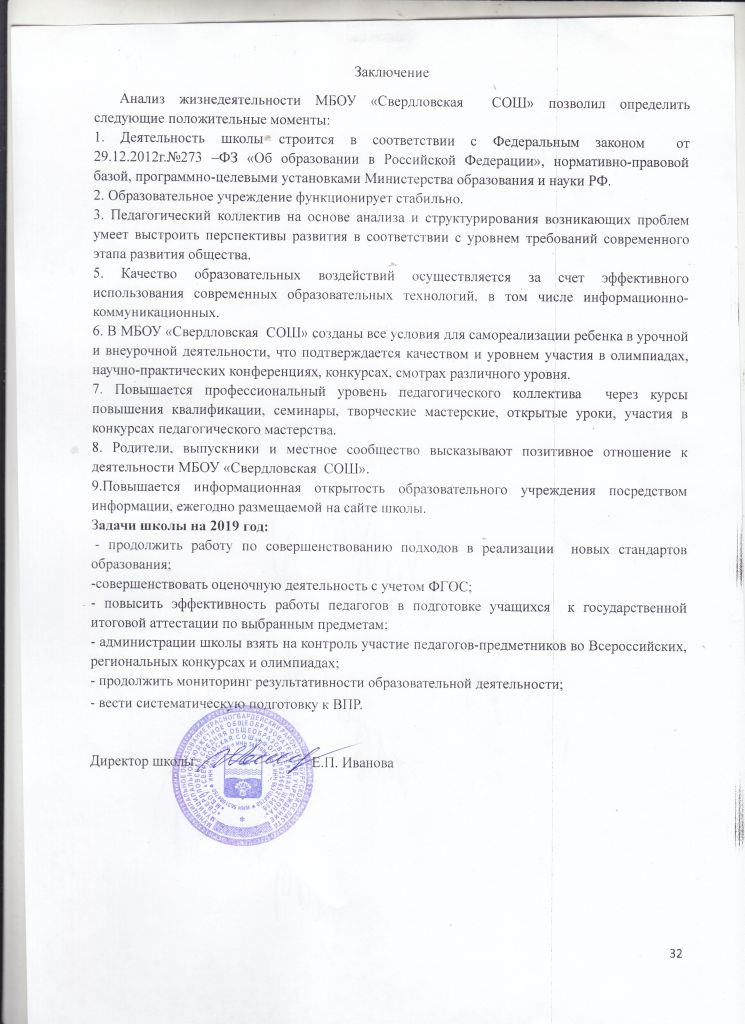 Заключение
Анализ жизнедеятельности МБОУ «Свердловская СОШ» позволил определить
следующие положительные моменты:
1. Деятельность школы строится в соответствии с Федеральным законом от
29.12.2012г.№273 –ФЗ «Об образовании в Российской Федерации», нормативно-правовой
базой, программно-целевыми установками Министерства образования и науки РФ.
2. Образовательное учреждение функционирует стабильно.
3. Педагогический коллектив на основе анализа и структурирования возникающих проблем
умеет выстроить перспективы развития в соответствии с уровнем требований современного
этапа развития общества.
5. Качество образовательных воздействий осуществляется за счет эффективного
использования современных образовательных технологий, в том числе информационно-
коммуникационных.
6. В МБОУ «Свердловская СОШ» созданы все условия для самореализации ребенка в урочной
и внеурочной деятельности, что подтверждается качеством и уровнем участия в олимпиадах,
научно-практических конференциях, конкурсах, смотрах различного уровня.
7. Повышается профессиональный уровень педагогического коллектива через курсы
повышения квалификации, семинары, творческие мастерские, открытые уроки, участия в
конкурсах педагогического мастерства.
8. Родители, выпускники и местное сообщество высказывают позитивное отношение к
деятельности МБОУ «Свердловская СОШ».
9.Повышается информационная открытость образовательного учреждения посредством
информации, ежегодно размещаемой на сайте школы.
Задачи школы на 2019 год:
- продолжить работу по совершенствованию подходов в реализации новых стандартов
образования;
-совершенствовать оценочную деятельность с учетом ФГОС;
- повысить эффективность работы педагогов в подготовке учащихся к государственной
итоговой аттестации по выбранным предметам;
- администрации школы взять на контроль участие педагогов-предметников во Всероссийских,
региональных конкурсах и олимпиадах;
- продолжить мониторинг результативности образовательной деятельности;
- вести систематическую подготовку к ВПР.
Директор школы Е.П. Иванова
32